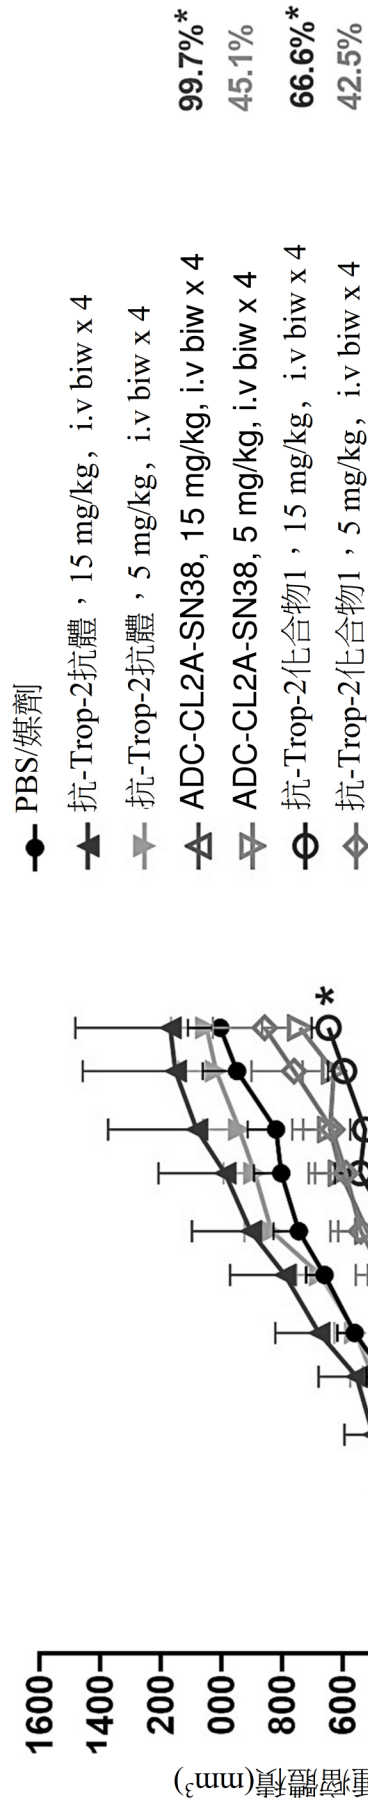 PBS/媒劑
抗-Trop-2抗體，15 mg/kg，i.v biw x 4
抗-Trop-2抗體，5 mg/kg，i.v biw x 4
ADC-CL2A-SN38, 15 mg/kg, i.v biw x 4 99.7%*
ADC-CL2A-SN38, 5 mg/kg, i.v biw x 4 45.1%
抗-Trop-2化合物1，15 mg/kg，i.v biw x 4 66.6%*
抗-Trop-2化合物1，5 mg/kg，i.v biw x 4 42.5%
*
1600
1400
200
000
800
600
瘤體積(mm³)